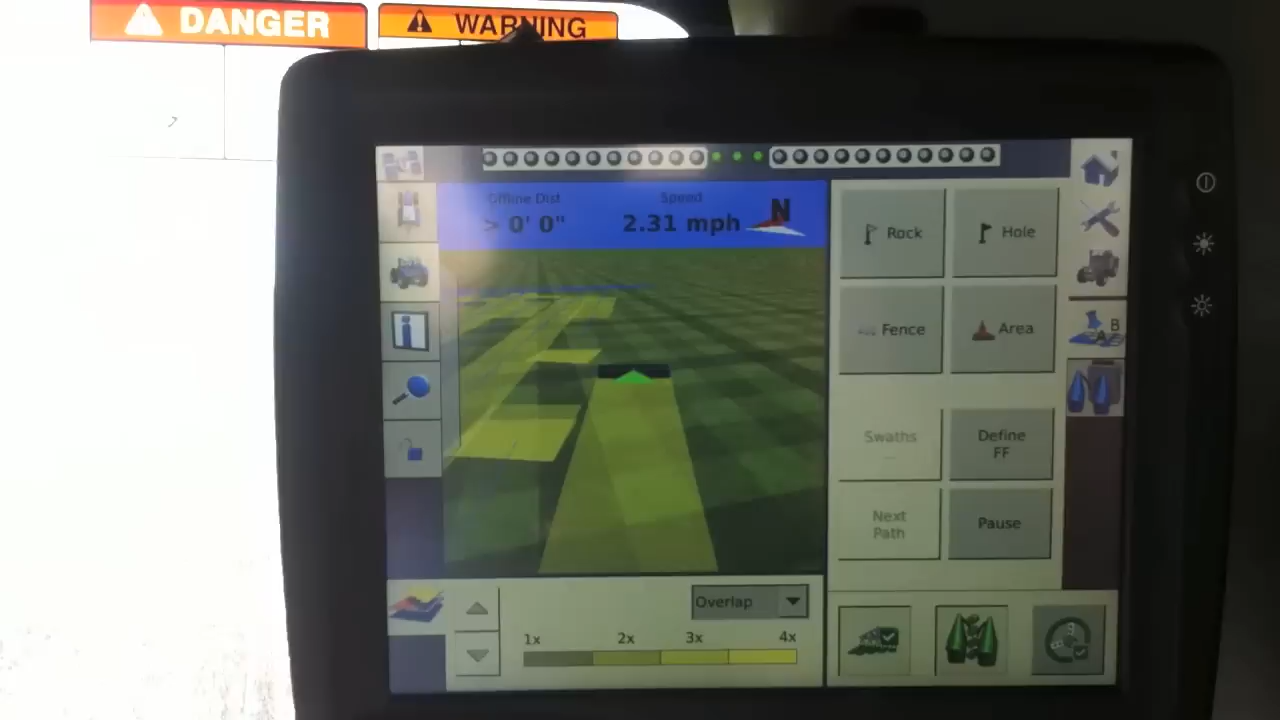 DANGER
WARNING
Offline Dist
Speed
> 0' 0"
2.31 mph
N
Rock
Hole
Fence
Area
A B
Swaths
Define
FF
Next
Path
Pause
Overlap
1x 2x 3x 4x